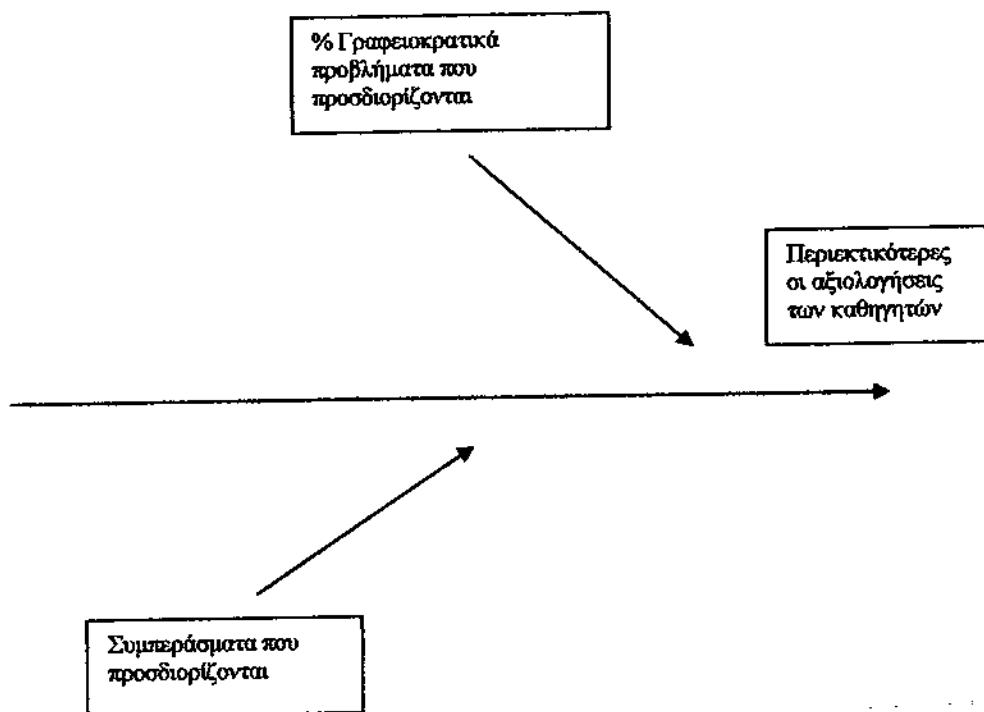 % Γραφειοκρατικά
προβλήματα που
προσδιορίζονται
Περιεκτικότερες
οι αξιολογήσεις
των καθηγητών
Συμπεράσματα που
προσδιορίζονται